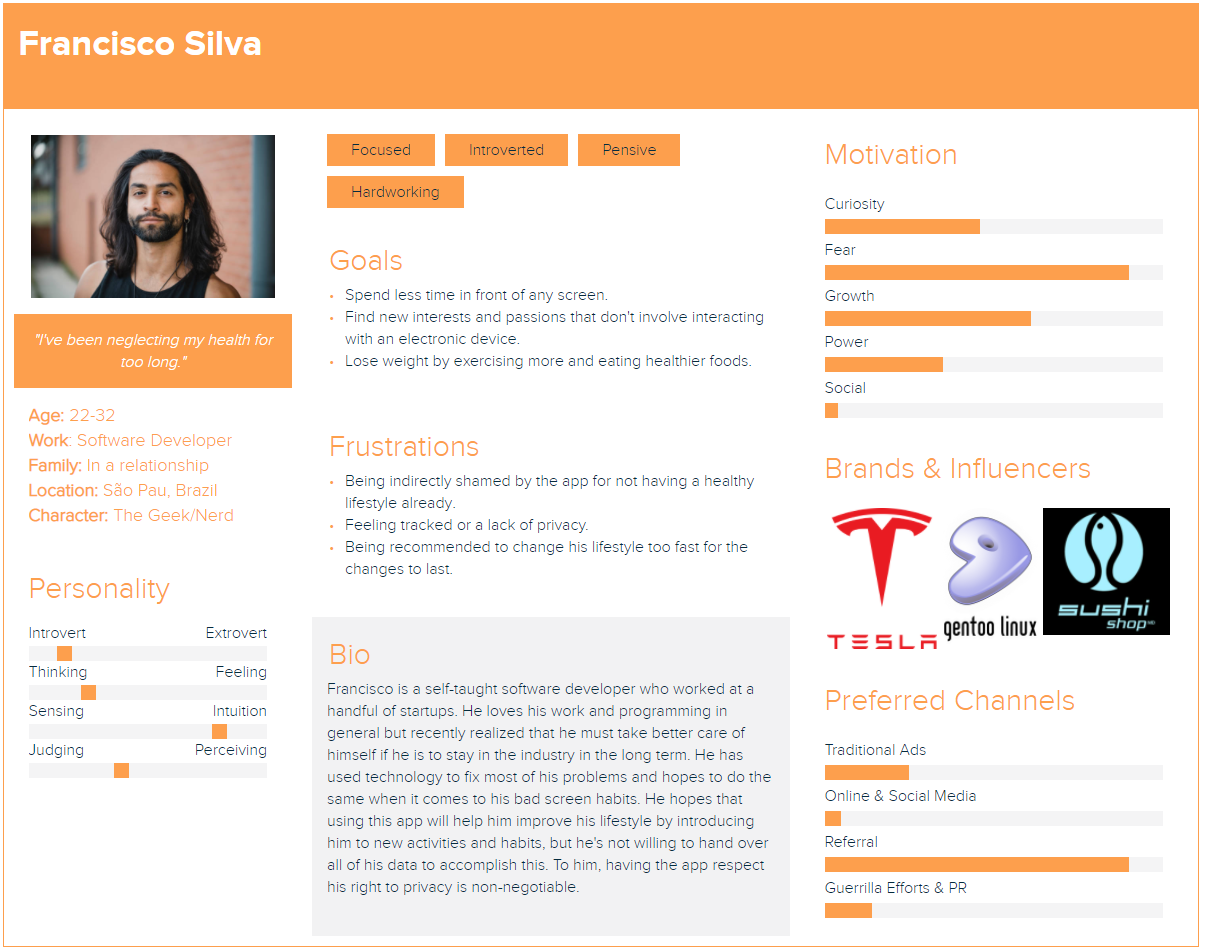 Francisco Silva
"I've been neglecting my health for
too long."
Age: 22-32
Work: Software Developer
Family: In a relationship
Location: São Pau, Brazil
Character: The Geek/Nerd
Personality
Introvert Extrovert
Thinking Feeling
Sensing Intuition
Judging Perceiving
Focused Introverted Pensive
Hardworking
Goals
• Spend less time in front of any screen.
• Find new interests and passions that don't involve interacting
with an electronic device.
• Lose weight by exercising more and eating healthier foods.
Frustrations
• Being indirectly shamed by the app for not having a healthy
lifestyle already.
• Feeling tracked or a lack of privacy.
• Being recommended to change his lifestyle too fast for the
changes to last.
Bio
Francisco is a self-taught software developer who worked at a
handful of startups. He loves his work and programming in
general but recently realized that he must take better care of
himself if he is to stay in the industry in the long term. He has
used technology to fix most of his problems and hopes to do the
same when it comes to his bad screen habits. He hopes that
using this app will help him improve his lifestyle by introducing
him to new activities and habits, but he's not willing to hand over
all of his data to accomplish this. To him, having the app respect
his right to privacy is non-negotiable.
Motivation
Curiosity
Fear
Growth
Power
Social
Brands & Influencers
TESLA
gentoo linux
sushi
shop
Preferred Channels
Traditional Ads
Online & Social Media
Referral
Guerrilla Efforts & PR